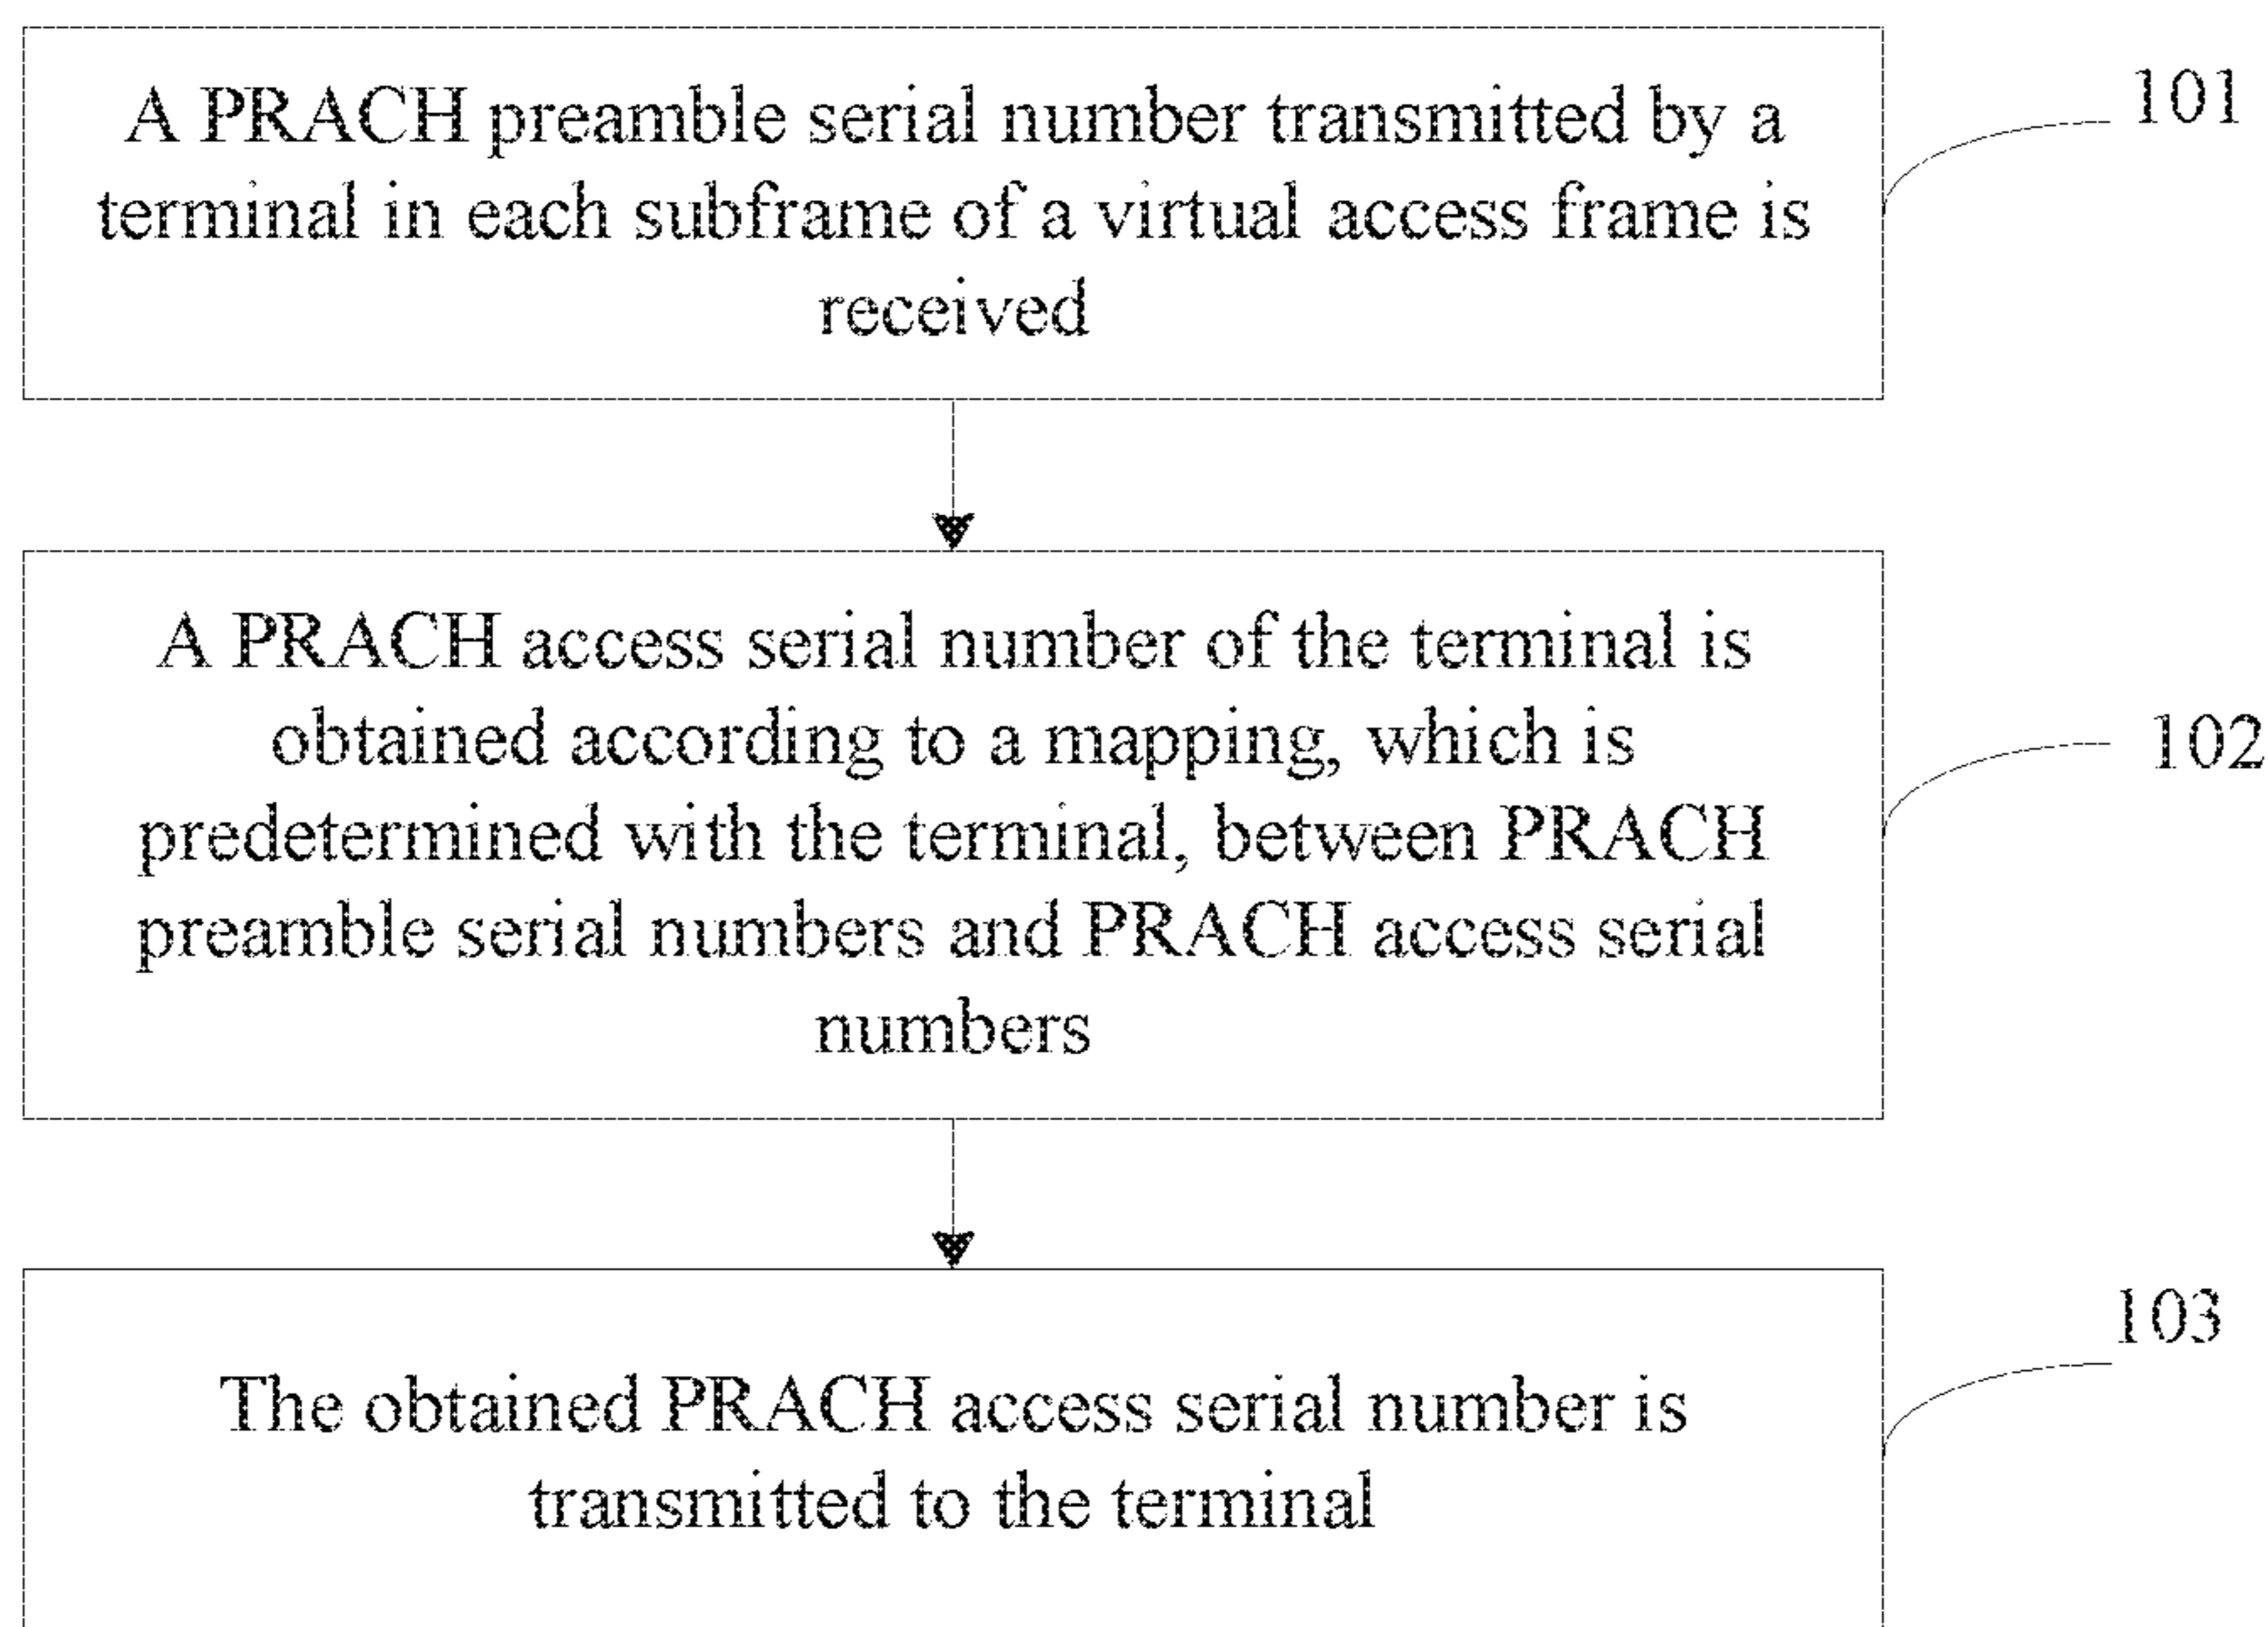 A PRACH preamble serial number transmitted by a
terminal in each subframe of a virtual access frame is
received
101
A PRACH access serial number of the terminal is
obtained according to a mapping, which is
predetermined with the terminal, between PRACH
preamble serial numbers and PRACH access serial
numbers
102
The obtained PRACH access serial number is
transmitted to the terminal
103